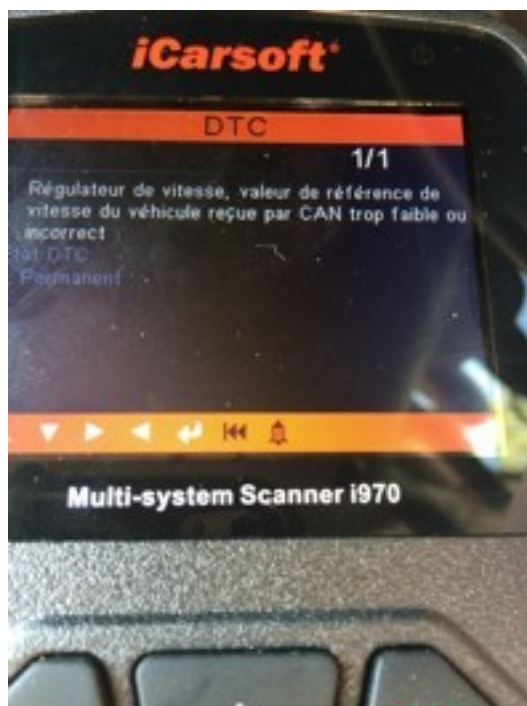 iCarsoft
DTC
1/1
Régulateur de vitesse, valeur de référence de
vitesse du véhicule reçue par CAN trop faible ou
incorrect
DTC
Permanent
Multi-system Scanner i970